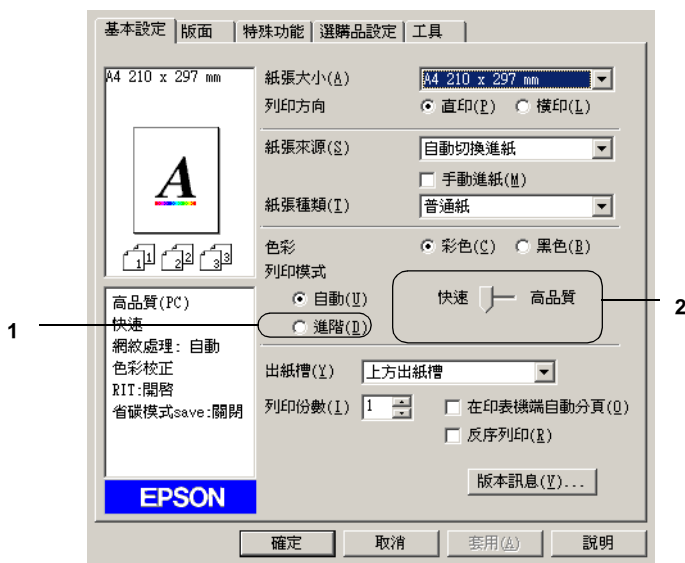 基本設定 版面 特殊功能 選購品設定 工具
A4 210 x 297 mm
A
1 1 2 2 3 3
高品質(PC)
快速
網紋處理: 自動
色彩校正
RIT:開啓
省碳模式save:關閉
EPSON
紙張大小(A) A4 210 x 297 mm
列印方向 直印(P) 橫印(L)
紙張來源(S) 自動切換進紙
手動進紙(M)
紙張種類(T) 普通紙
色彩 彩色(C) 黑色(B)
列印模式
自動(U) 快速 高品質
進階(D)
1
2
出紙槽(Y) 上方出紙槽
列印份數(I) 1 在印表機端自動分頁(O)
反序列印(R)
版本訊息(V)...
確定 取消 套用(A) 說明